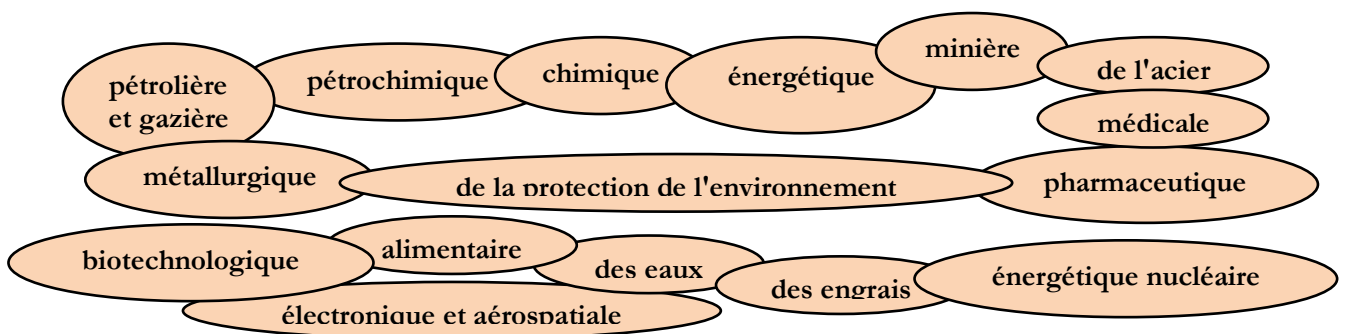 pétrolière
et gazière
pétrochimique
chimique
énergétique
minière
de l'acier
médicale
métallurgique
de la protection de l'environnement
pharmaceutique
biotechnologique
alimentaire
des eaux
des engrais
énergétique nucléaire
électronique et aérospatiale